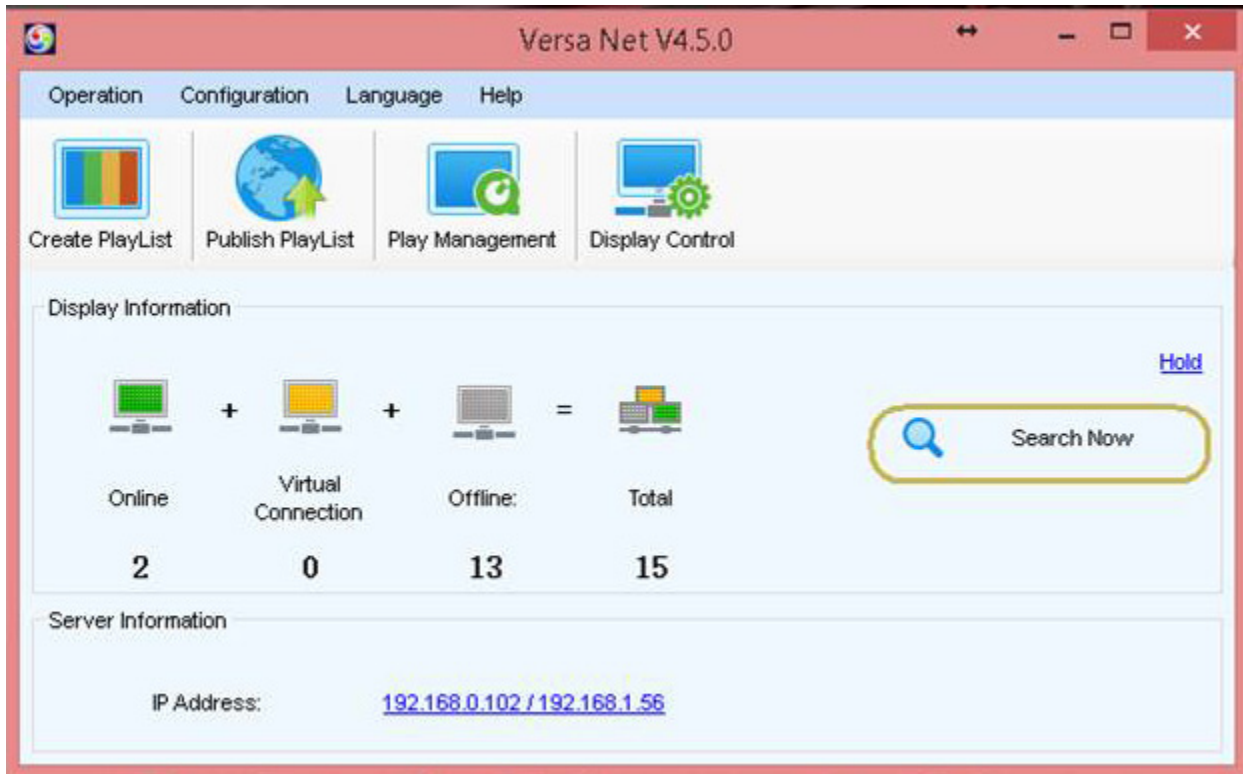 Versa Net V4.5.0
Operation Configuration Language Help
Create PlayList Publish PlayList Play Management Display Control
Display Information
Hold
+ + =
Search Now
Online Virtual Connection Offline: Total
2 0 13 15
Server Information
IP Address: 192.168.0.102 / 192.168.1.56